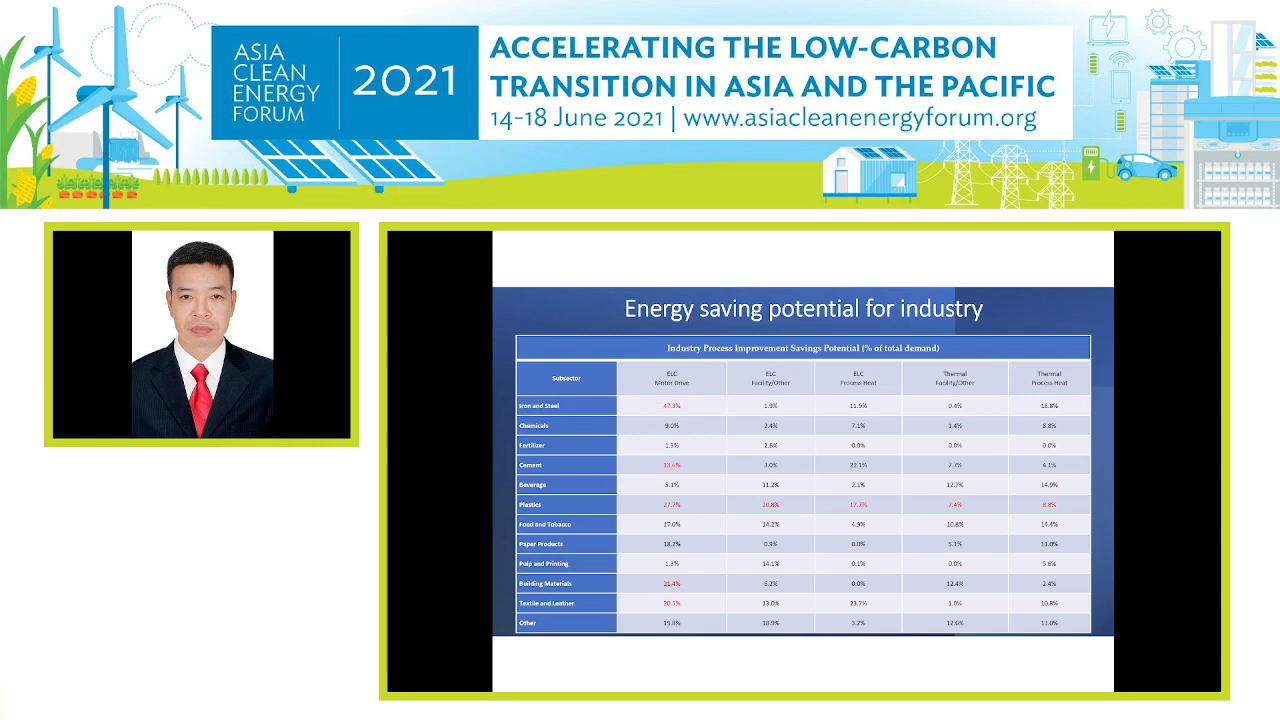 ASIA
CLEAN
ENERGY
FORUM
2021
ACCELERATING THE LOW-CARBON
TRANSITION IN ASIA AND THE PACIFIC
14-18 June 2021 | www.asiacleanenergyforum.org
Energy saving potential for industry
Industry Process Improvement Savings Potential (% of total demand)
Subsector ELC Motor Drive ELC Facility/Other ELC Process Heat Thermal Facility/Other Thermal Process Heat
Iron and Steel 47.3% 1.9% 11.9% 0.4% 18.8%
Chemicals 9.0% 2.4% 7.1% 1.4% 8.8%
Fertilizer 1.3% 2.6% 0.0% 0.0% 0.0%
Cement 13.6% 3.0% 22.1% 7.7% 4.1%
Beverage 5.1% 11.2% 2.1% 12.7% 14.9%
Plastics 27.7% 20.8% 17.7% 7.4% 8.8%
Food and Tobacco 17.0% 14.2% 4.9% 10.8% 14.4%
Paper Products 18.2% 0.9% 0.0% 5.1% 11.0%
Pulp and Printing 1.3% 14.1% 0.1% 0.0% 5.6%
Building Materials 21.4% 6.2% 0.0% 12.4% 2.4%
Textile and Leather 20.5% 13.0% 23.7% 1.0% 10.8%
Other 19.8% 18.9% 3.2% 12.6% 13.0%